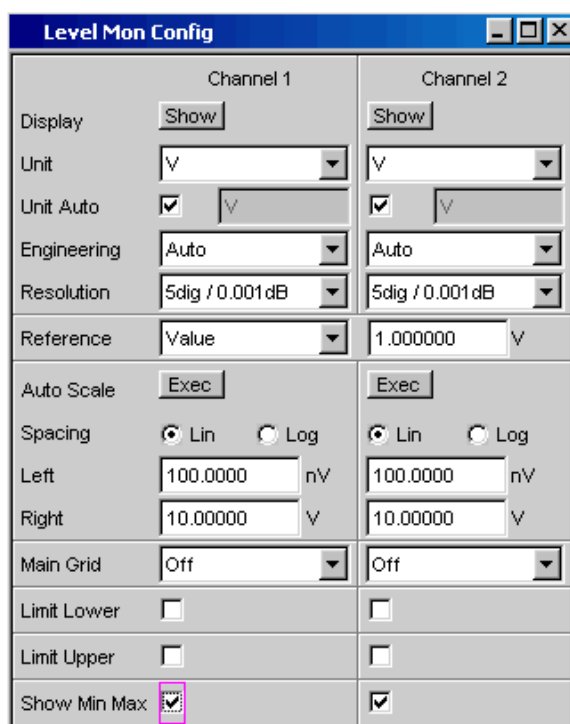 Level Mon Config
Channel 1 Channel 2
Display Show Show
Unit V V
Unit Auto V V
Engineering Auto Auto
Resolution 5dig / 0.001dB 5dig / 0.001dB
Reference Value 1.000000 V
Auto Scale Exec Exec
Spacing Lin Log Lin Log
Left 100.0000 nV 100.0000 nV
Right 10.00000 V 10.00000 V
Main Grid Off Off
Limit Lower
Limit Upper
Show Min Max